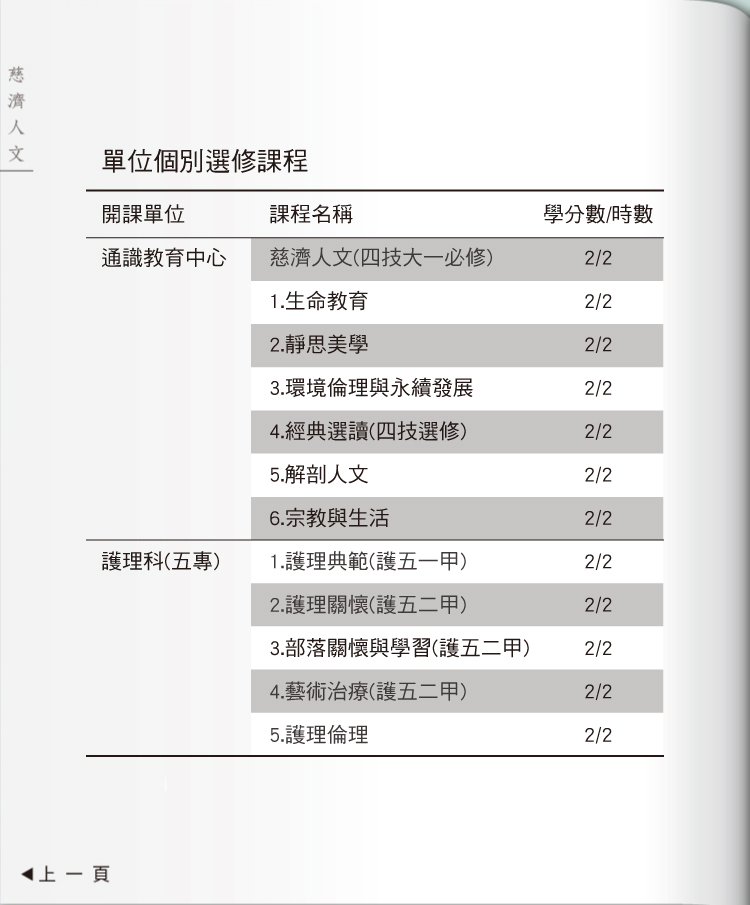 慈濟人文
單位個別選修課程
開課單位 課程名稱 學分數/時數
通識教育中心 慈濟人文(四技大一必修) 2/2
1.生命教育 2/2
2.靜思美學 2/2
3.環境倫理與永續發展 2/2
4.經典選讀(四技選修) 2/2
5.解剖人文 2/2
6.宗教與生活 2/2
護理科(五專) 1.護理典範(護五一甲) 2/2
2.護理關懷(護五二甲) 2/2
3.部落關懷與學習(護五二甲) 2/2
4.藝術治療(護五二甲) 2/2
5.護理倫理 2/2
◀上一頁